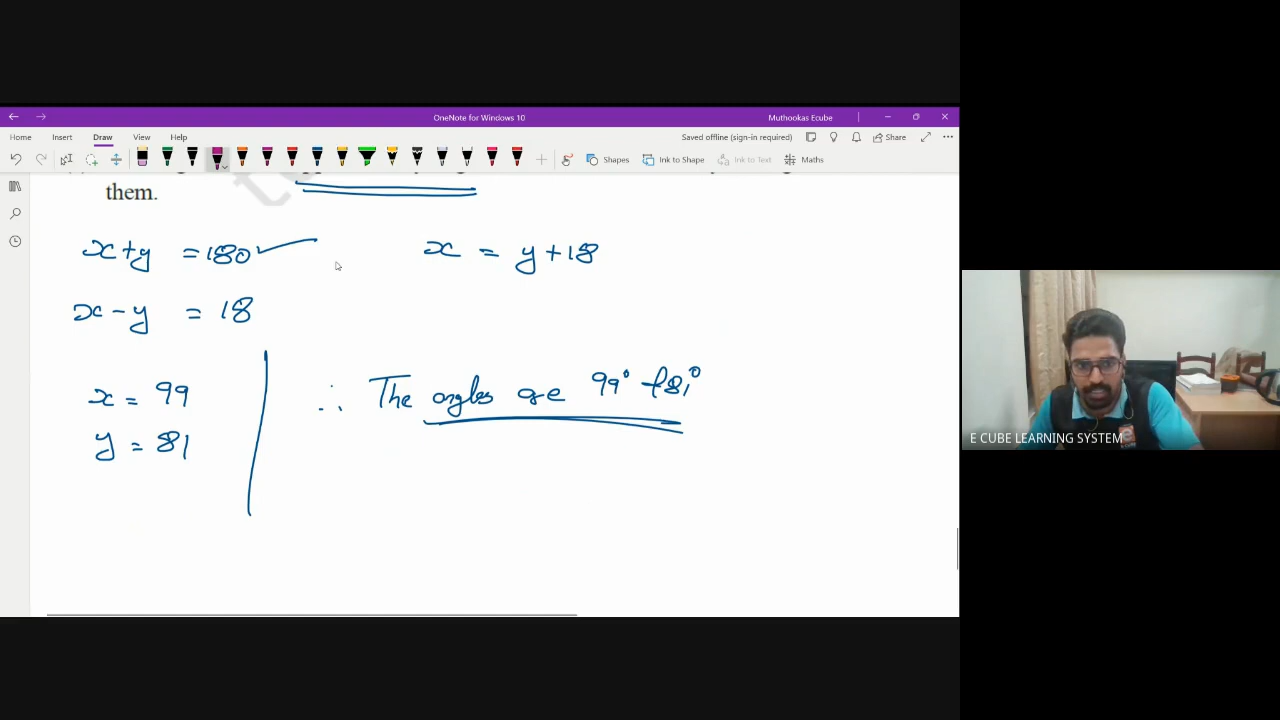 OneNote for Windows 10
Muthookas Ecube
Home Insert Draw View Help
Saved offline (sign-in required)
Share
Shapes
Ink to Shape
Ink to Text
Maths
them.
x+y = 180
x = y+18
x - y = 18
x = 99
∴ The angles are 99° & 81°
y = 81
E CUBE LEARNING SYSTEM